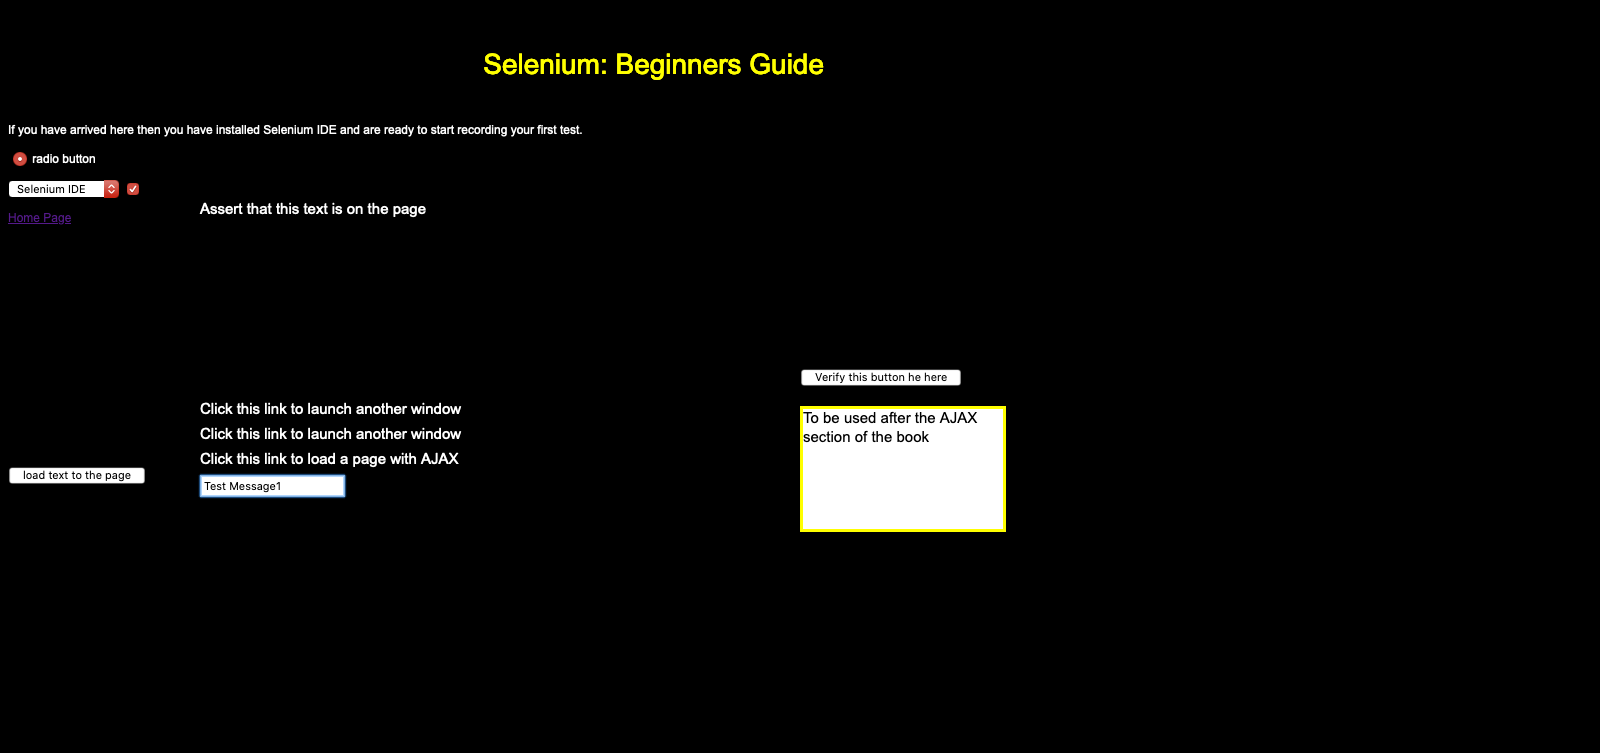 Selenium: Beginners Guide
If you have arrived here then you have installed Selenium IDE and are ready to start recording your first test.
radio button
Selenium IDE
Home Page
Assert that this text is on the page
Verify this button he here
Click this link to launch another window
Click this link to launch another window
Click this link to load a page with AJAX
To be used after the AJAX
section of the book
load text to the page
Test Message1